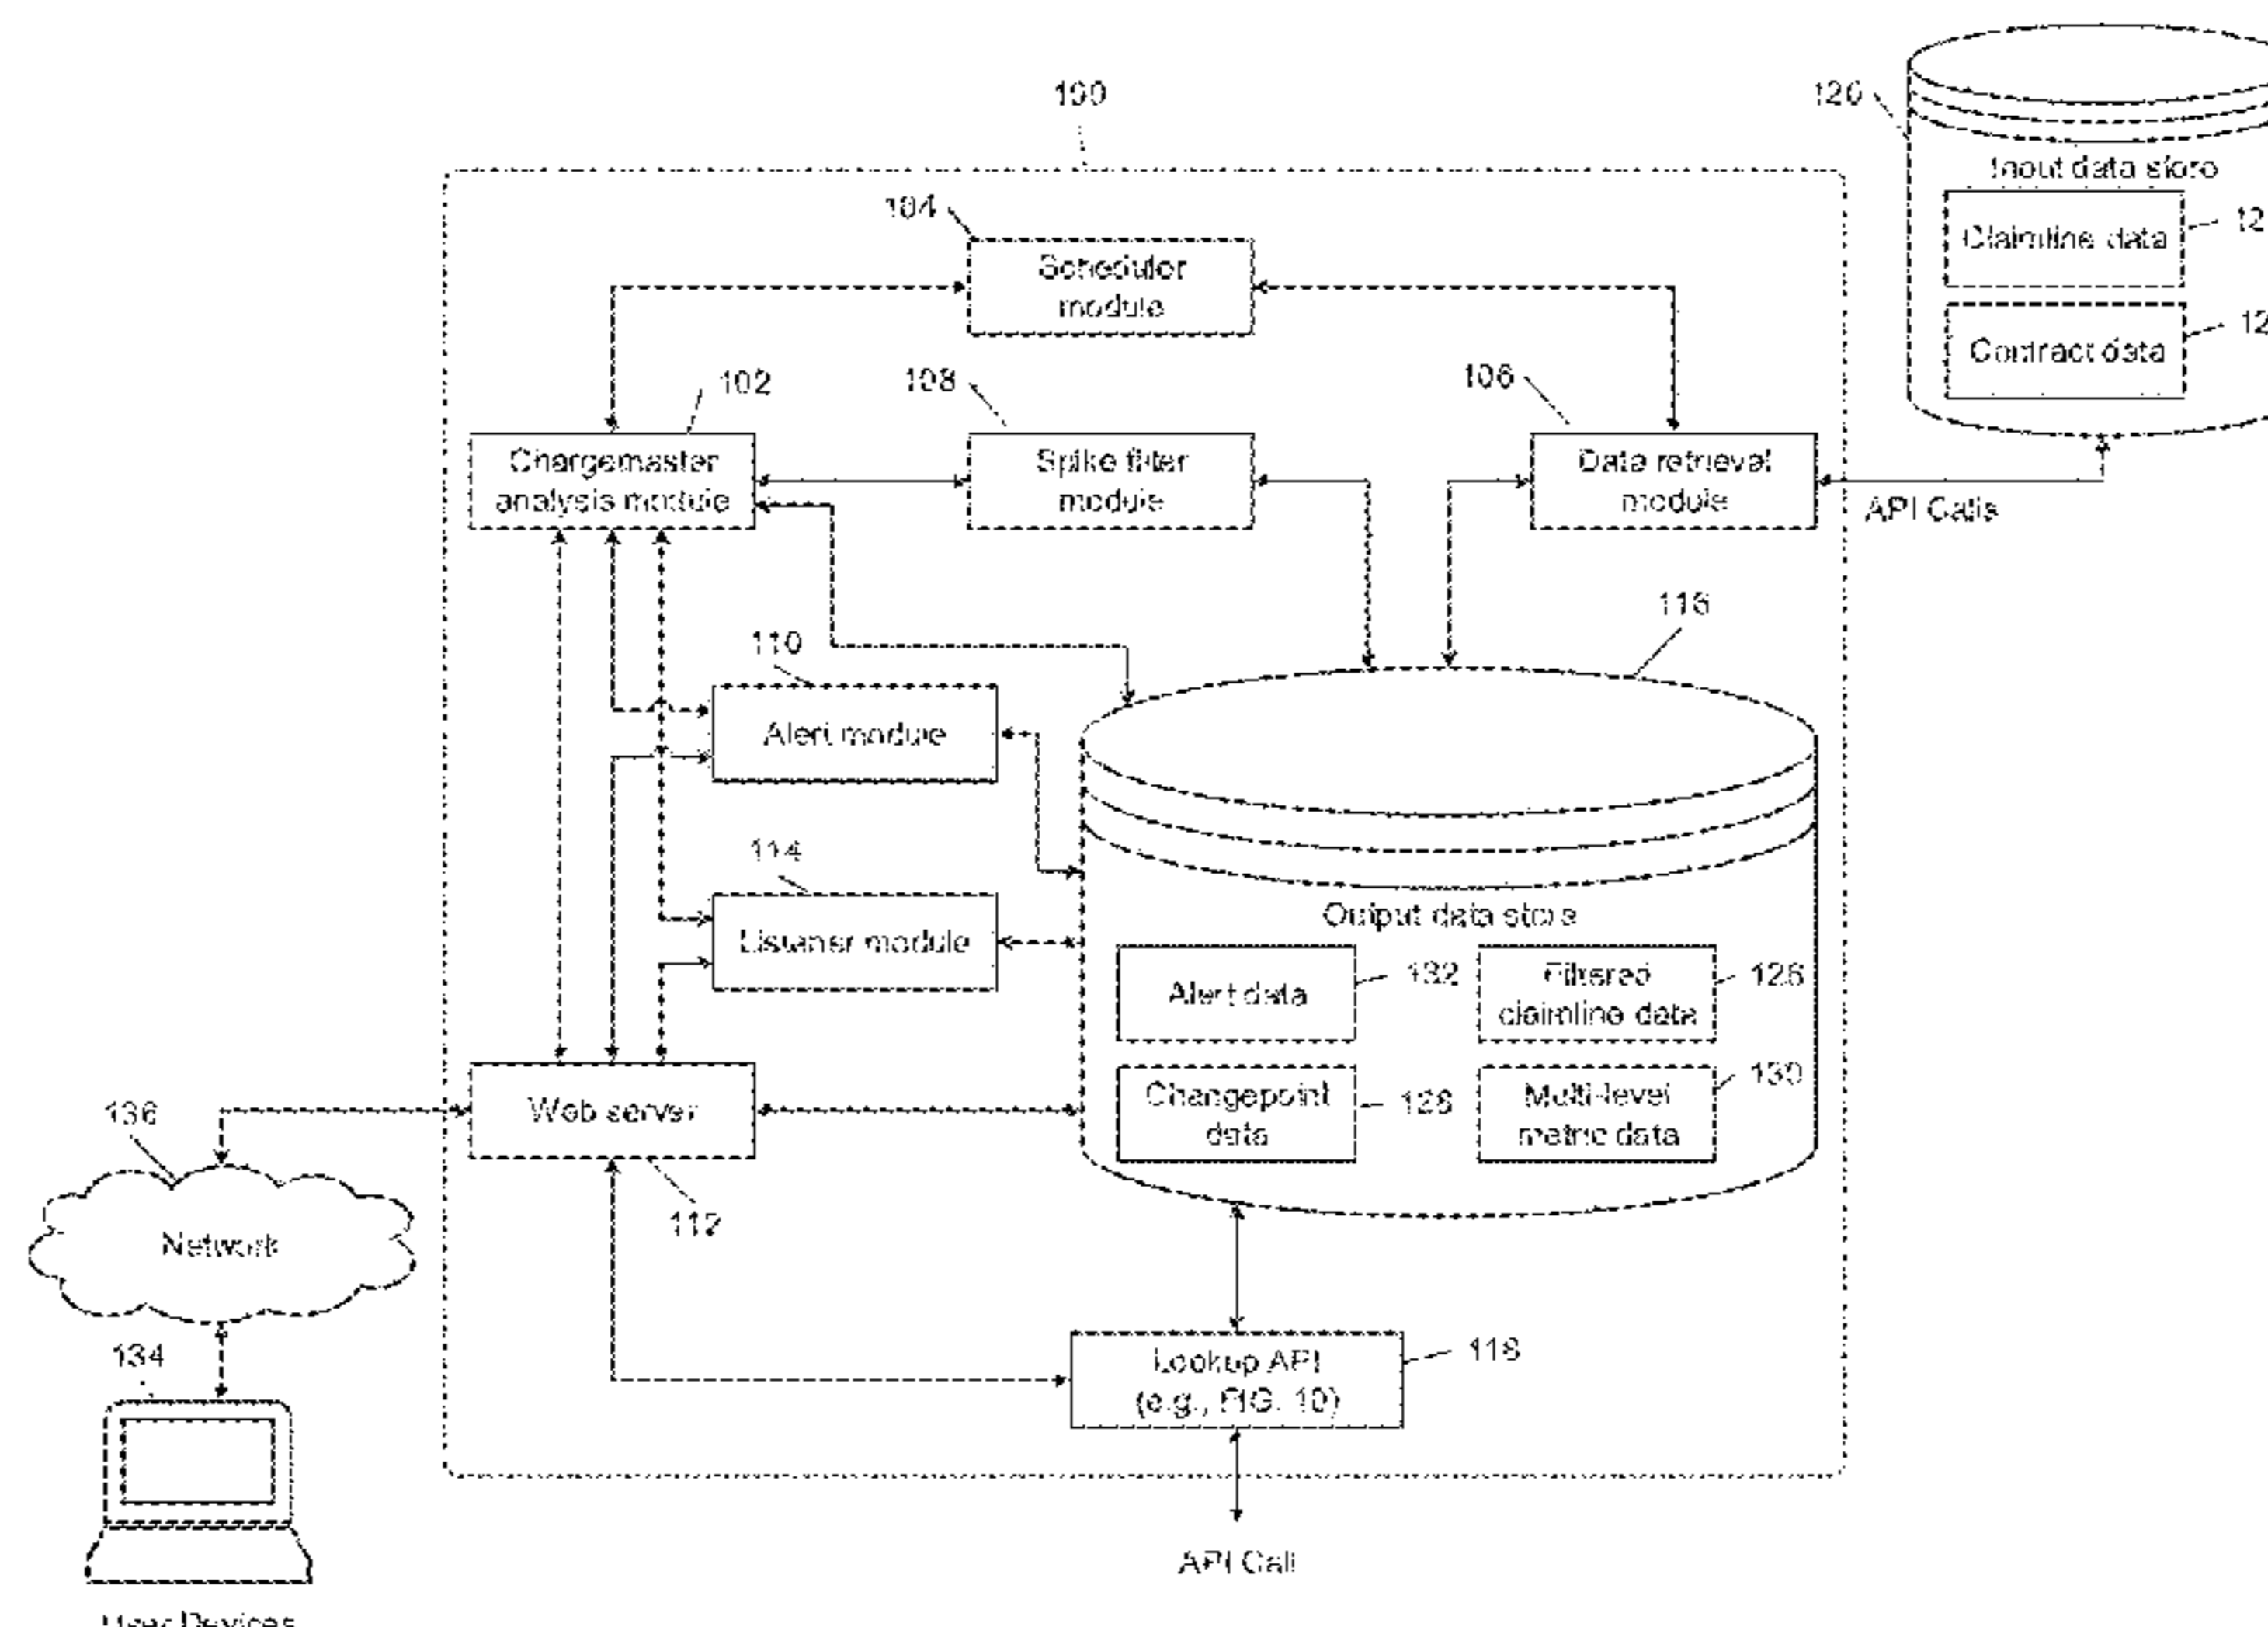 100
120
Input data store
104
Claimline data
Scheduler
module
Contract data
102
108
106
Chargemaster
analysis module
Spike filter
module
Data retrieval
module
API Calls
116
110
Alert module
114
Output data store
Listener module
132
Filtered
claimline data
126
Alert data
130
Changepoint
data
128
Multi-level
metric data
136
Web server
112
Network
134
Lookup API
(e.g., FIG. 10)
118
API Call
User Devices